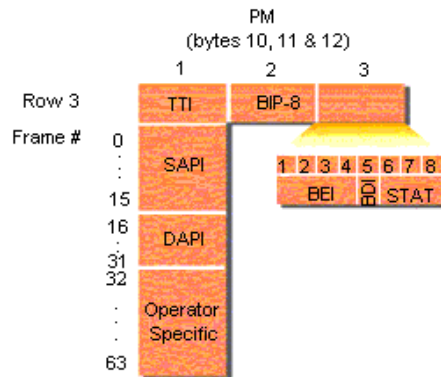 PM
(bytes 10, 11 & 12)
1 2 3
Row 3 TTI BIP-8
Frame # 0
SAPI
15
1 2 3 4 5 6 7 8
BEI BDI STAT
16
DAPI
31
32
Operator
Specific
63